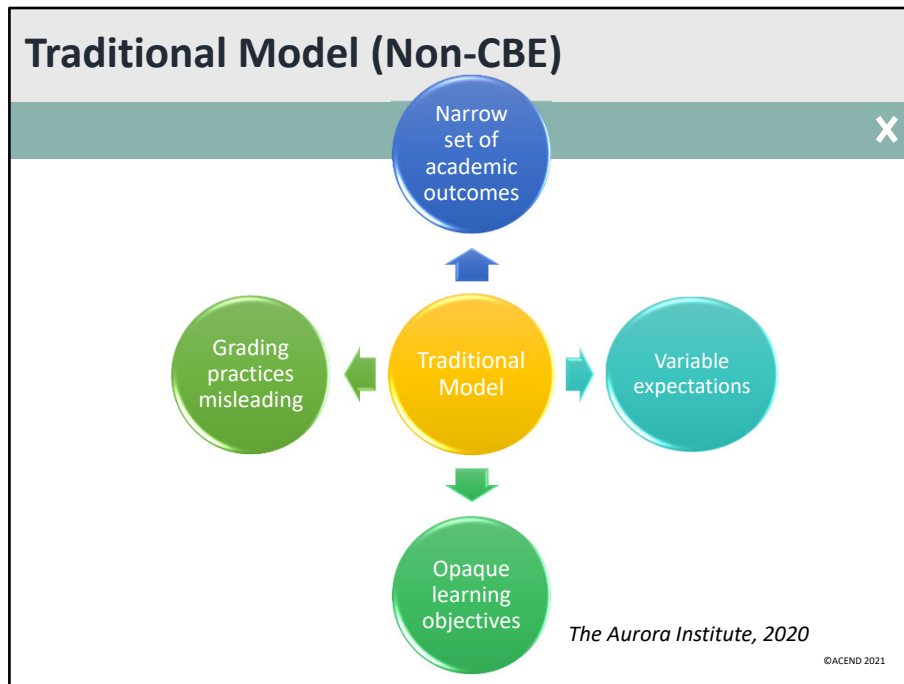 Traditional Model (Non-CBE)
Narrow
set of
academic
outcomes
x
Grading
practices
misleading
Traditional
Model
Variable
expectations
Opaque
learning
objectives
The Aurora Institute, 2020
©ACEND 2021